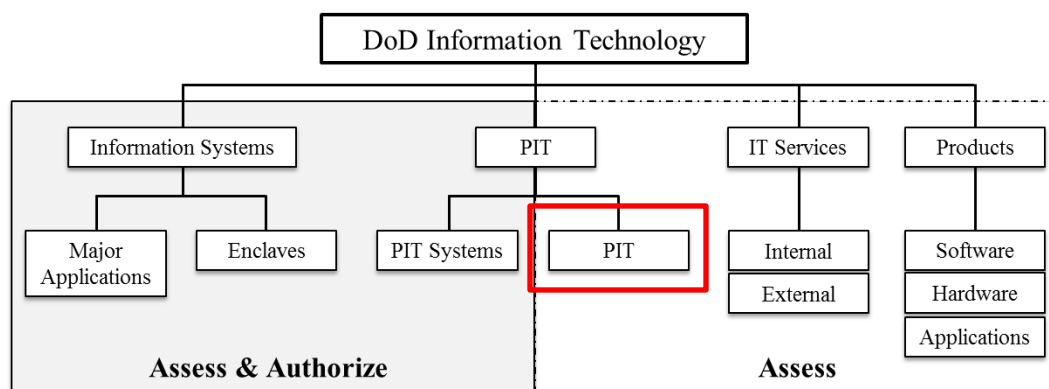 DoD Information Technology
Information Systems
PIT
IT Services
Products
Major
Applications
Enclaves
PIT Systems
PIT
Internal
External
Software
Hardware
Applications
Assess & Authorize
Assess